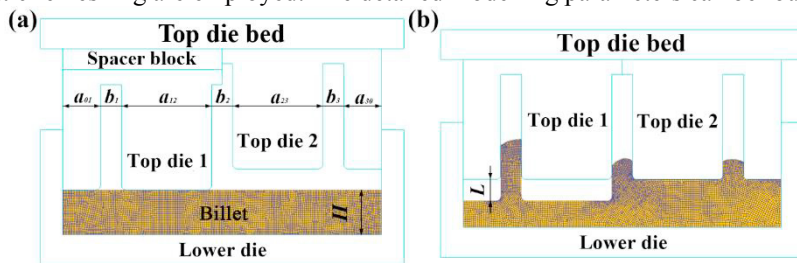 (a)
Top die bed
Spacer block
a01 b1 a12 b2 a23 b3 a30
Top die 1
Top die 2
Billet
H
Lower die
(b)
Top die bed
Top die 1
Top die 2
L
Lower die